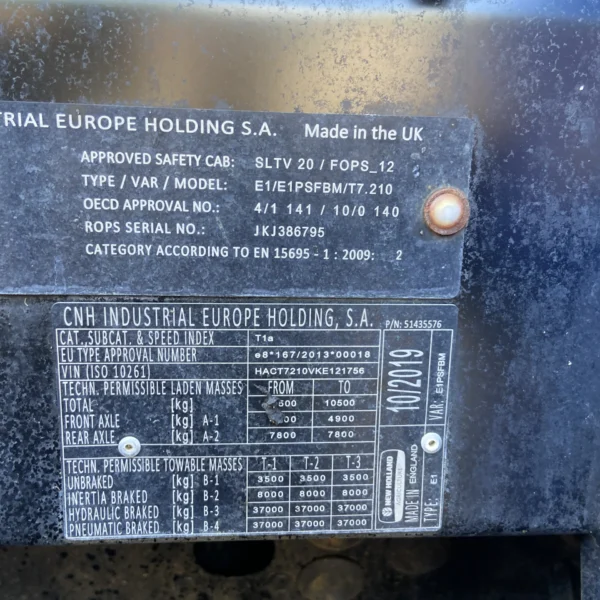 STRIAL EUROPE HOLDING S.A. Made in the UK
APPROVED SAFETY CAB: SLTV 20 / FOPS_12
TYPE / VAR / MODEL: E1/E1PSFBM/T7.210
OECD APPROVAL NO.: 4/1 141 / 10/0 140
ROPS SERIAL NO.: JKJ386795
CATEGORY ACCORDING TO EN 15695 - 1 : 2009: 2
CNH INDUSTRIAL EUROPE HOLDING, S.A. P/N: 51435576
CAT.,SUBCAT. & SPEED INDEX T1a
EU TYPE APPROVAL NUMBER e8*167/2013*00018
VIN (ISO 10261) HACT7210VKE121756
TECHN. PERMISSIBLE LADEN MASSES FROM TO
TOTAL [kg] 10500
FRONT AXLE [kg] A-1 4900
REAR AXLE [kg] A-2 7800 7800
TECHN. PERMISSIBLE TOWABLE MASSES T-1 T-2 T-3
UNBRAKED [kg] B-1 3500 3500 3500
INERTIA BRAKED [kg] B-2 8000 8000 8000
HYDRAULIC BRAKED [kg] B-3 37000 37000 37000
PNEUMATIC BRAKED [kg] B-4 37000 37000 37000
NEW HOLLAND
10/2019
MADE IN ENGLAND
VAR: E1PSFBM
TYPE: E1